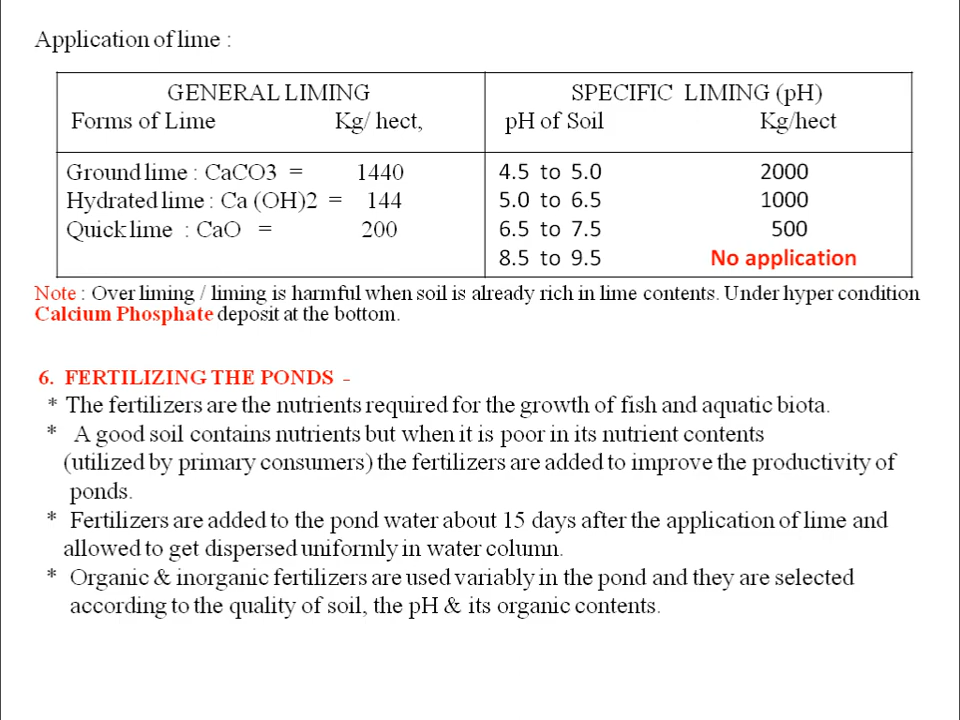 Application of lime :
GENERAL LIMING
Forms of Lime Kg/ hect,
SPECIFIC LIMING (pH)
pH of Soil Kg/hect
Ground lime : CaCO3 = 1440
Hydrated lime : Ca (OH)2 = 144
Quick lime : CaO = 200
4.5 to 5.0 2000
5.0 to 6.5 1000
6.5 to 7.5 500
8.5 to 9.5 No application
Note : Over liming / liming is harmful when soil is already rich in lime contents. Under hyper condition
Calcium Phosphate deposit at the bottom.
6. FERTILIZING THE PONDS -
* The fertilizers are the nutrients required for the growth of fish and aquatic biota.
* A good soil contains nutrients but when it is poor in its nutrient contents
(utilized by primary consumers) the fertilizers are added to improve the productivity of
ponds.
* Fertilizers are added to the pond water about 15 days after the application of lime and
allowed to get dispersed uniformly in water column.
* Organic & inorganic fertilizers are used variably in the pond and they are selected
according to the quality of soil, the pH & its organic contents.